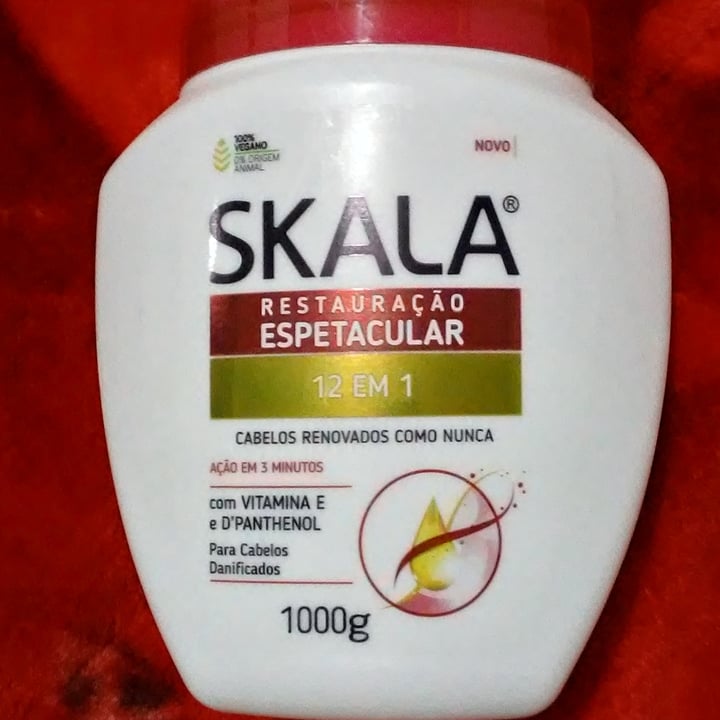 100%
VEGANO
0% ORIGEM
ANIMAL
NOVO
SKALA®
RESTAURAÇÃO
ESPETACULAR
12 EM 1
CABELOS RENOVADOS COMO NUNCA
AÇÃO EM 3 MINUTOS
com VITAMINA E
e D'PANTHENOL
Para Cabelos
Danificados
1000g